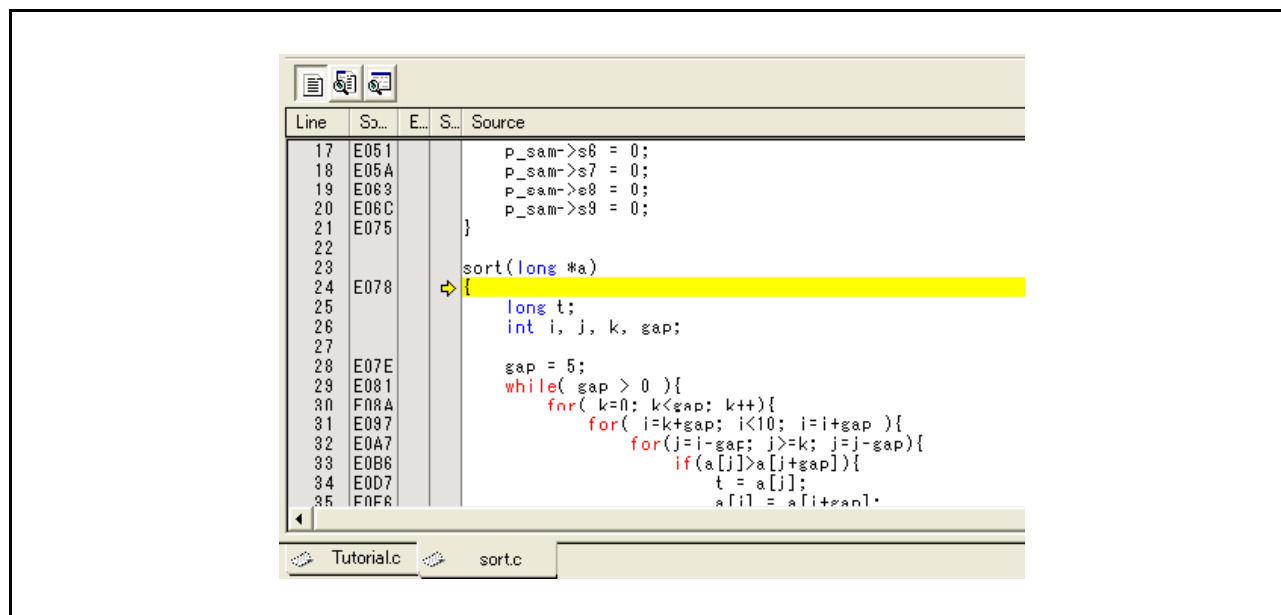 Line So... E... S... Source
17 E051 p_sam->s6 = 0;
18 E05A p_sam->s7 = 0;
19 E063 p_sam->s8 = 0;
20 E06C p_sam->s9 = 0;
21 E075 }
22
23 sort(long *a)
24 E078 {
25 long t;
26 int i, j, k, gap;
27
28 E07E gap = 5;
29 E081 while( gap > 0 ){
30 E08A for( k=0; k<gap; k++){
31 E097 for( i=k+gap; i<10; i=i+gap ){
32 E0A7 for(j=i-gap; j>=k; j=j-gap){
33 E0B6 if(a[j]>a[j+gap]){
34 E0D7 t = a[j];
35 E0F6 a[j] = a[j+gap];
Tutorial.c sort.c